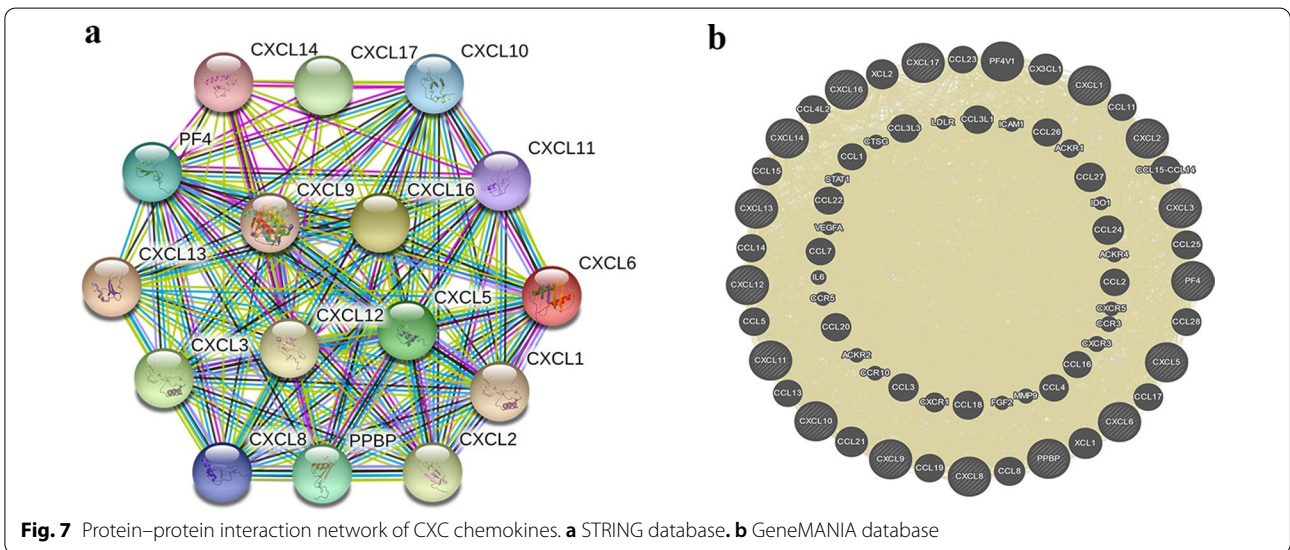 a
CXCL14
CXCL17
CXCL10
PF4
CXCL11
CXCL9
CXCL16
CXCL13
CXCL6
CXCL5
CXCL12
CXCL3
CXCL1
CXCL8
PPBP
CXCL2
b
CXCL17
CCL23
PF4V1
CX3CL1
CXCL1
CCL11
CXCL2
CCL15-CCL14
CXCL3
CCL25
PF4
CCL28
CXCL5
CCL17
CXCL6
XCL1
PPBP
CCL8
CXCL8
CCL19
CXCL9
CCL21
CXCL10
CCL13
CXCL11
CCL5
CXCL12
CCL14
CXCL13
CCL15
CXCL14
CCL4L2
CXCL16
XCL2
LDLR
CCL3L1
ICAM1
CCL26
ACKR1
CCL27
IDO1
CCL24
ACKR4
CCL2
CXCR5
CCR3
CXCR3
CCL16
CCL4
MMP9
FGF2
CCL18
CXCR1
CCL3
CCR10
ACKR2
CCL20
CCR5
IL6
CCL7
VEGFA
CCL22
STAT1
CCL1
CTSG
CCL3L3
Fig. 7 Protein–protein interaction network of CXC chemokines. a STRING database. b GeneMANIA database